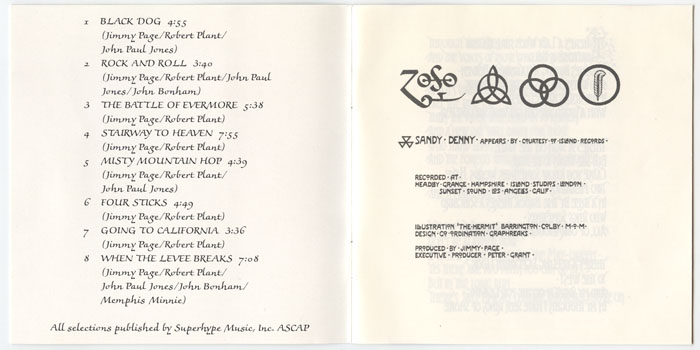 1 BLACK DOG 4:55
(Jimmy Page/Robert Plant/
John Paul Jones)
2 ROCK AND ROLL 3:40
(Jimmy Page/Robert Plant/John Paul
Jones/John Bonham)
3 THE BATTLE OF EVERMORE 5:38
(Jimmy Page/Robert Plant)
4 STAIRWAY TO HEAVEN 7:55
(Jimmy Page/Robert Plant)
5 MISTY MOUNTAIN HOP 4:39
(Jimmy Page/Robert Plant/
John Paul Jones)
6 FOUR STICKS 4:49
(Jimmy Page/Robert Plant)
7 GOING TO CALIFORNIA 3:36
(Jimmy Page/Robert Plant)
8 WHEN THE LEVEE BREAKS 7:08
(Jimmy Page/Robert Plant/
John Paul Jones/John Bonham/
Memphis Minnie)
All selections published by Superhype Music, Inc. ASCAP
SANDY · DENNY · APPEARS · BY · COURTESY · OF · ISLAND · RECORDS ·
RECORDED · AT ·
HEADLEY · GRANGE · HAMPSHIRE · ISLAND · STUDIOS · LONDON ·
SUNSET · SOUND · LOS · ANGELES · CALIF ·
ILLUSTRATION 'THE · HERMIT' BARRINGTON · COLBY · M · O · M ·
DESIGN · CO · ORDINATION · GRAPHREAKS ·
PRODUCED · BY · JIMMY · PAGE ·
EXECUTIVE · PRODUCER · PETER · GRANT ·